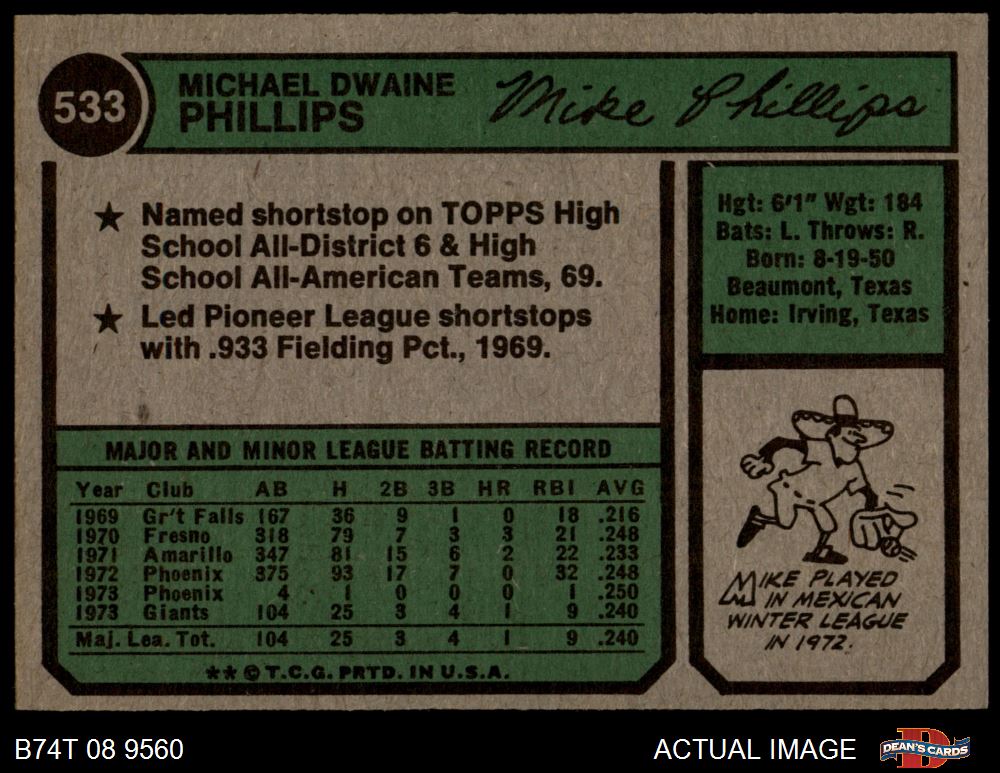 533
MICHAEL DWAINE
PHILLIPS
Mike Phillips
★ Named shortstop on TOPPS High
School All-District 6 & High
School All-American Teams, 69.
★ Led Pioneer League shortstops
with .933 Fielding Pct., 1969.
Hgt: 6'1" Wgt: 184
Bats: L. Throws: R.
Born: 8-19-50
Beaumont, Texas
Home: Irving, Texas
MAJOR AND MINOR LEAGUE BATTING RECORD
Year Club AB H 2B 3B HR RBI AVG
1969 Gr't Falls 167 36 9 1 0 18 .216
1970 Fresno 318 79 7 3 3 21 .248
1971 Amarillo 347 81 15 6 2 22 .233
1972 Phoenix 375 93 17 7 0 32 .248
1973 Phoenix 4 1 0 0 0 1 .250
1973 Giants 104 25 3 4 1 9 .240
Maj. Lea. Tot. 104 25 3 4 1 9 .240
** © T.C.G. PRTD. IN U.S.A.
MIKE PLAYED
IN MEXICAN
WINTER LEAGUE
IN 1972.
B74T 08 9560
ACTUAL IMAGE
DEAN'S CARDS